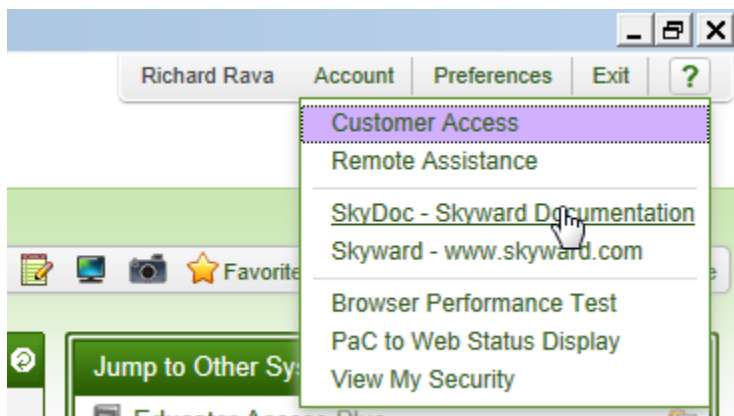 Richard Rava Account Preferences Exit ?
Customer Access
Remote Assistance
SkyDoc - Skyward Documentation
Skyward - www.skyward.com
Favorite
Browser Performance Test
PaC to Web Status Display
View My Security
Jump to Other Sy